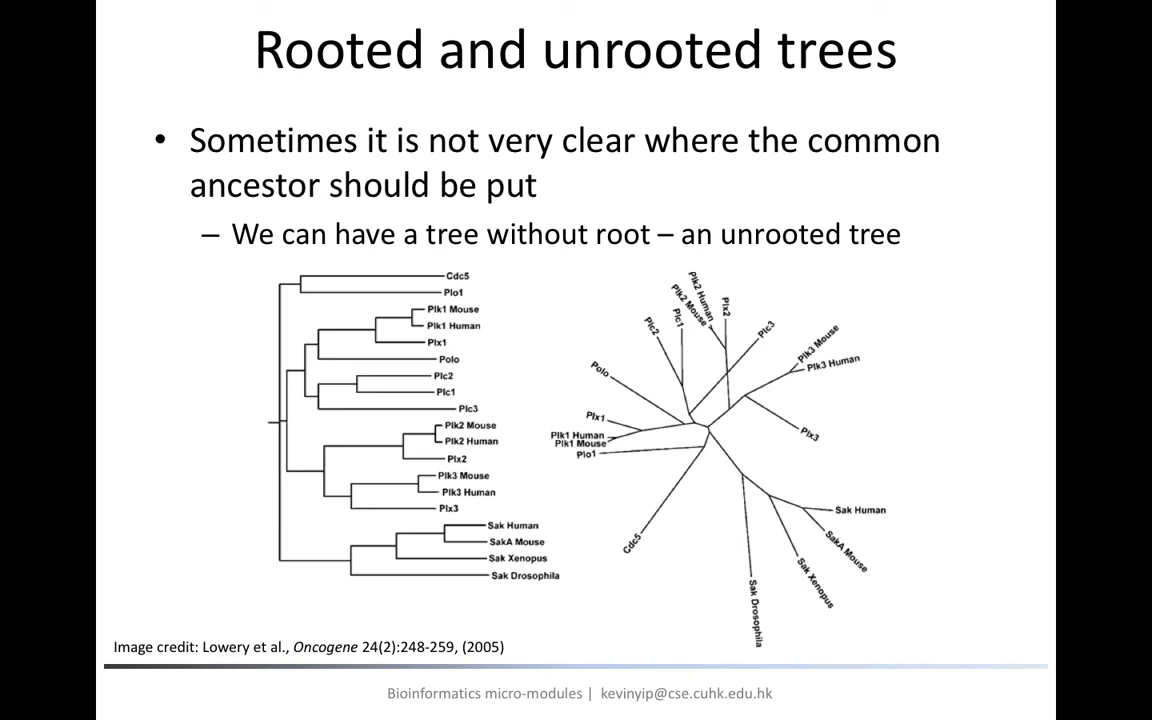 Rooted and unrooted trees
• Sometimes it is not very clear where the common
ancestor should be put
– We can have a tree without root – an unrooted tree
Cdc5
Plo1
Plk1 Mouse
Plk1 Human
Plx1
Polo
Plc2
Plc1
Plc3
Plk2 Mouse
Plk2 Human
Plx2
Plk3 Mouse
Plk3 Human
Plx3
Sak Human
SakA Mouse
Sak Xenopus
Sak Drosophila
Polo
Plc2
Plc1
Plk2 Mouse
Plk2 Human
Plx2
Plc3
Plk3 Mouse
Plk3 Human
Plx3
Plx1
Plk1 Human
Plk1 Mouse
Plo1
Cdc5
Sak Human
SakA Mouse
Sak Xenopus
Sak Drosophila
Image credit: Lowery et al., Oncogene 24(2):248-259, (2005)
Bioinformatics micro-modules | kevinyip@cse.cuhk.edu.hk